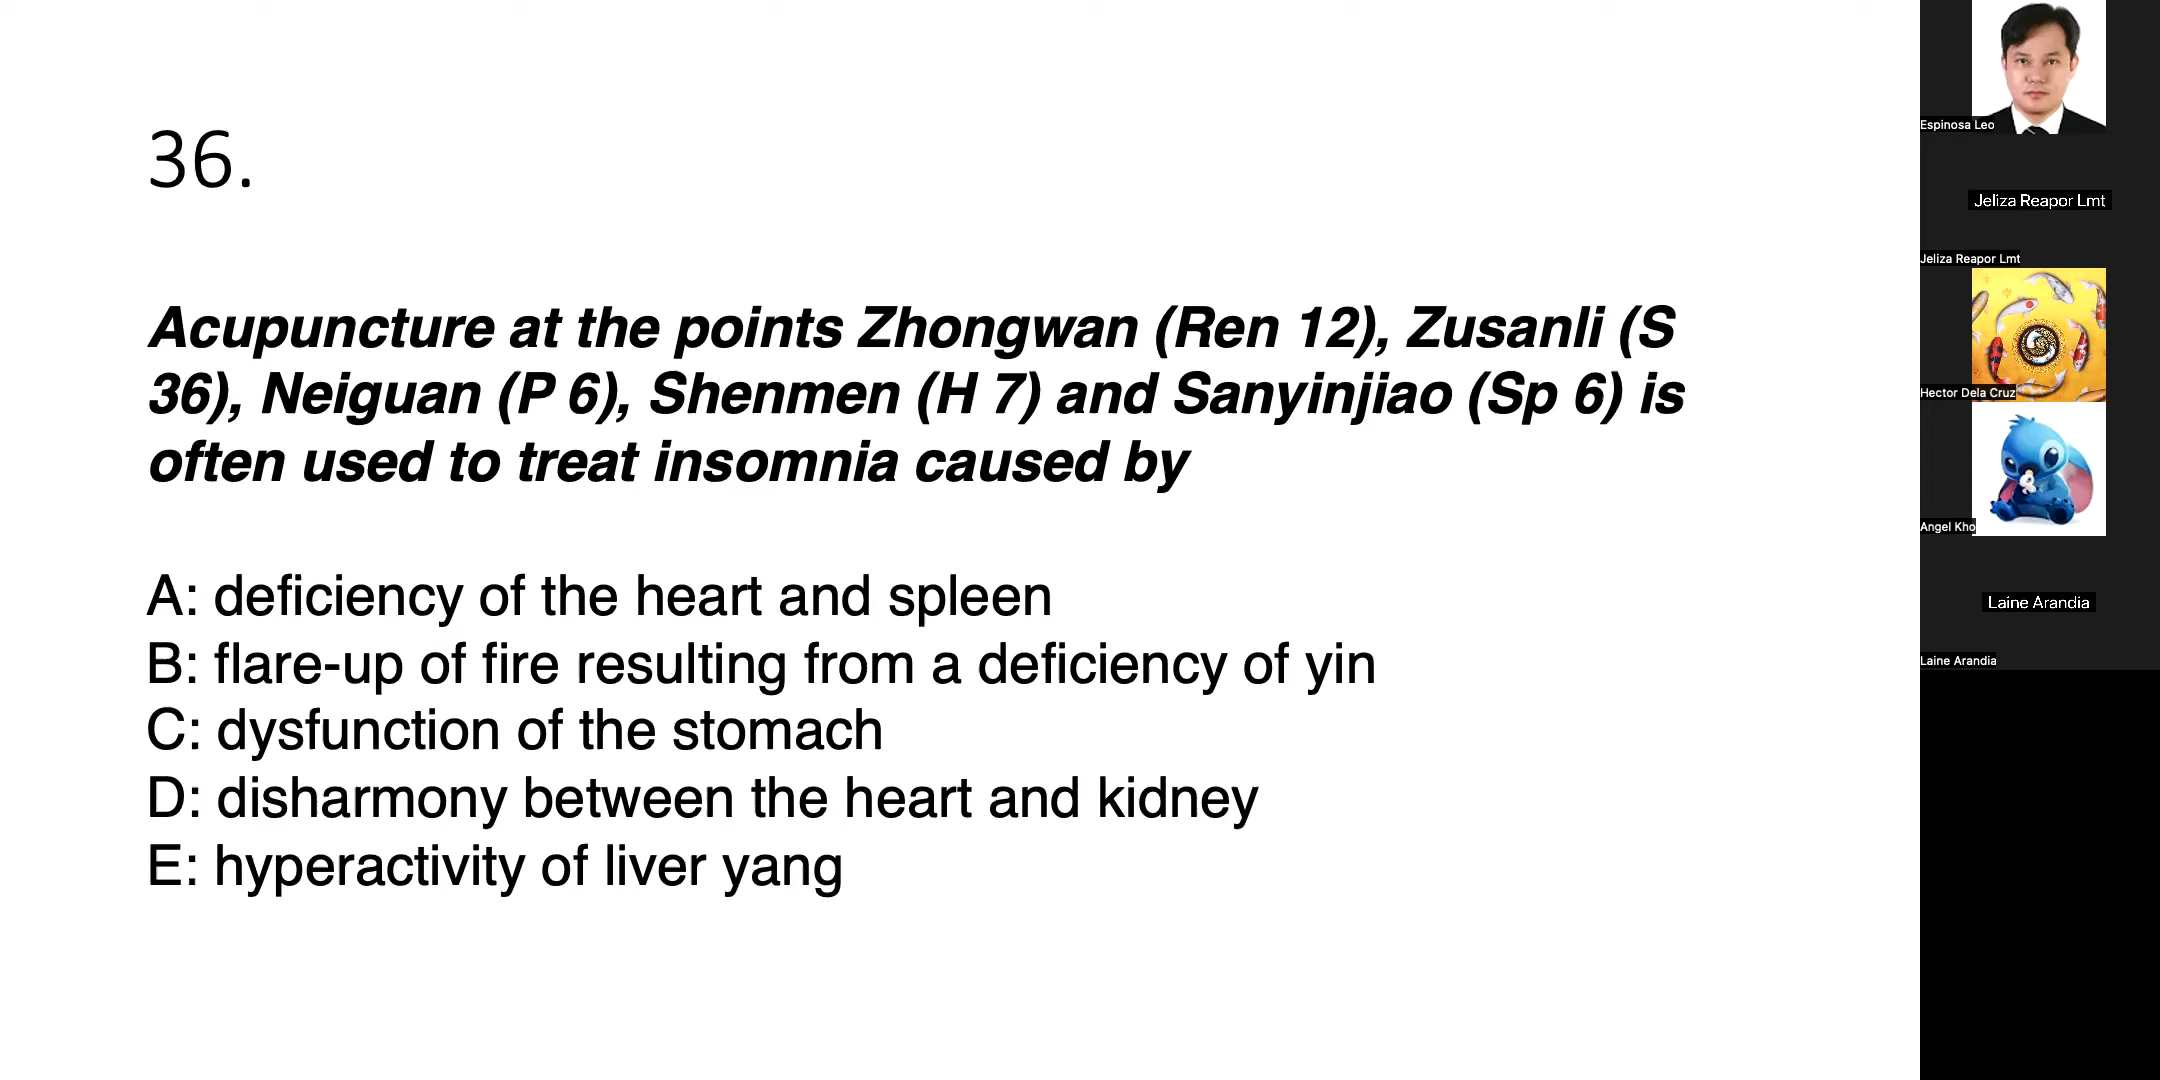 36.
Acupuncture at the points Zhongwan (Ren 12), Zusanli (S
36), Neiguan (P 6), Shenmen (H 7) and Sanyinjiao (Sp 6) is
often used to treat insomnia caused by
A: deficiency of the heart and spleen
B: flare-up of fire resulting from a deficiency of yin
C: dysfunction of the stomach
D: disharmony between the heart and kidney
E: hyperactivity of liver yang
Espinosa Leo
Jeliza Reapor Lmt
Jeliza Reapor Lmt
Hector Dela Cruz
Angel Kho
Laine Arandia
Laine Arandia